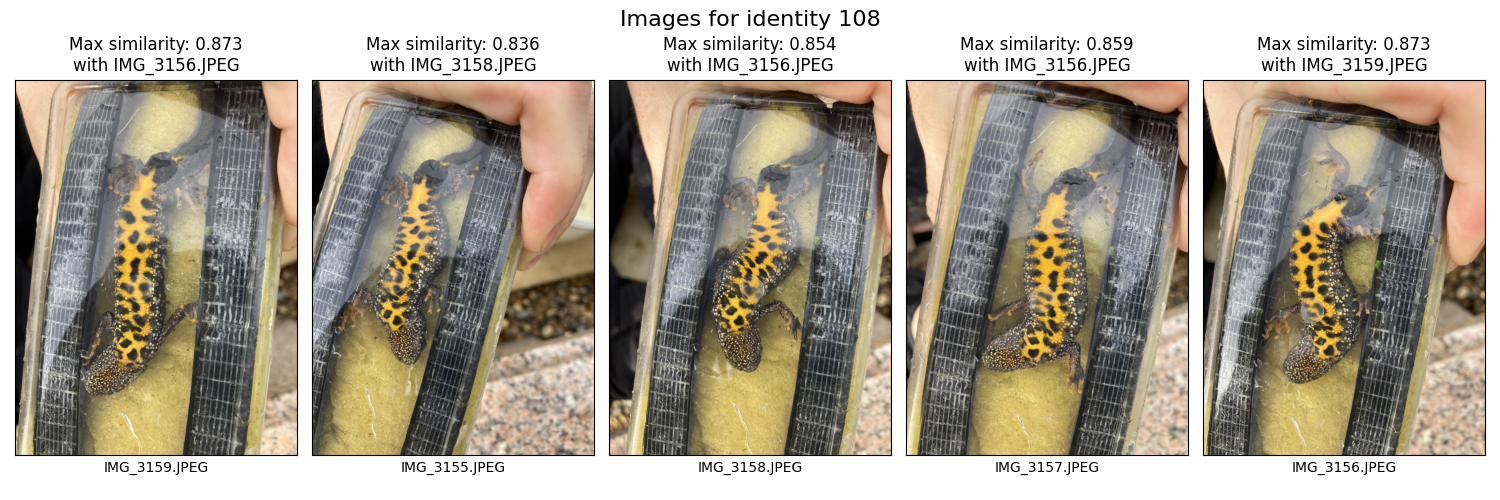 Images for identity 108
Max similarity: 0.873
with IMG_3156.JPEG
Max similarity: 0.836
with IMG_3158.JPEG
Max similarity: 0.854
with IMG_3156.JPEG
Max similarity: 0.859
with IMG_3156.JPEG
Max similarity: 0.873
with IMG_3159.JPEG
IMG_3159.JPEG
IMG_3155.JPEG
IMG_3158.JPEG
IMG_3157.JPEG
IMG_3156.JPEG